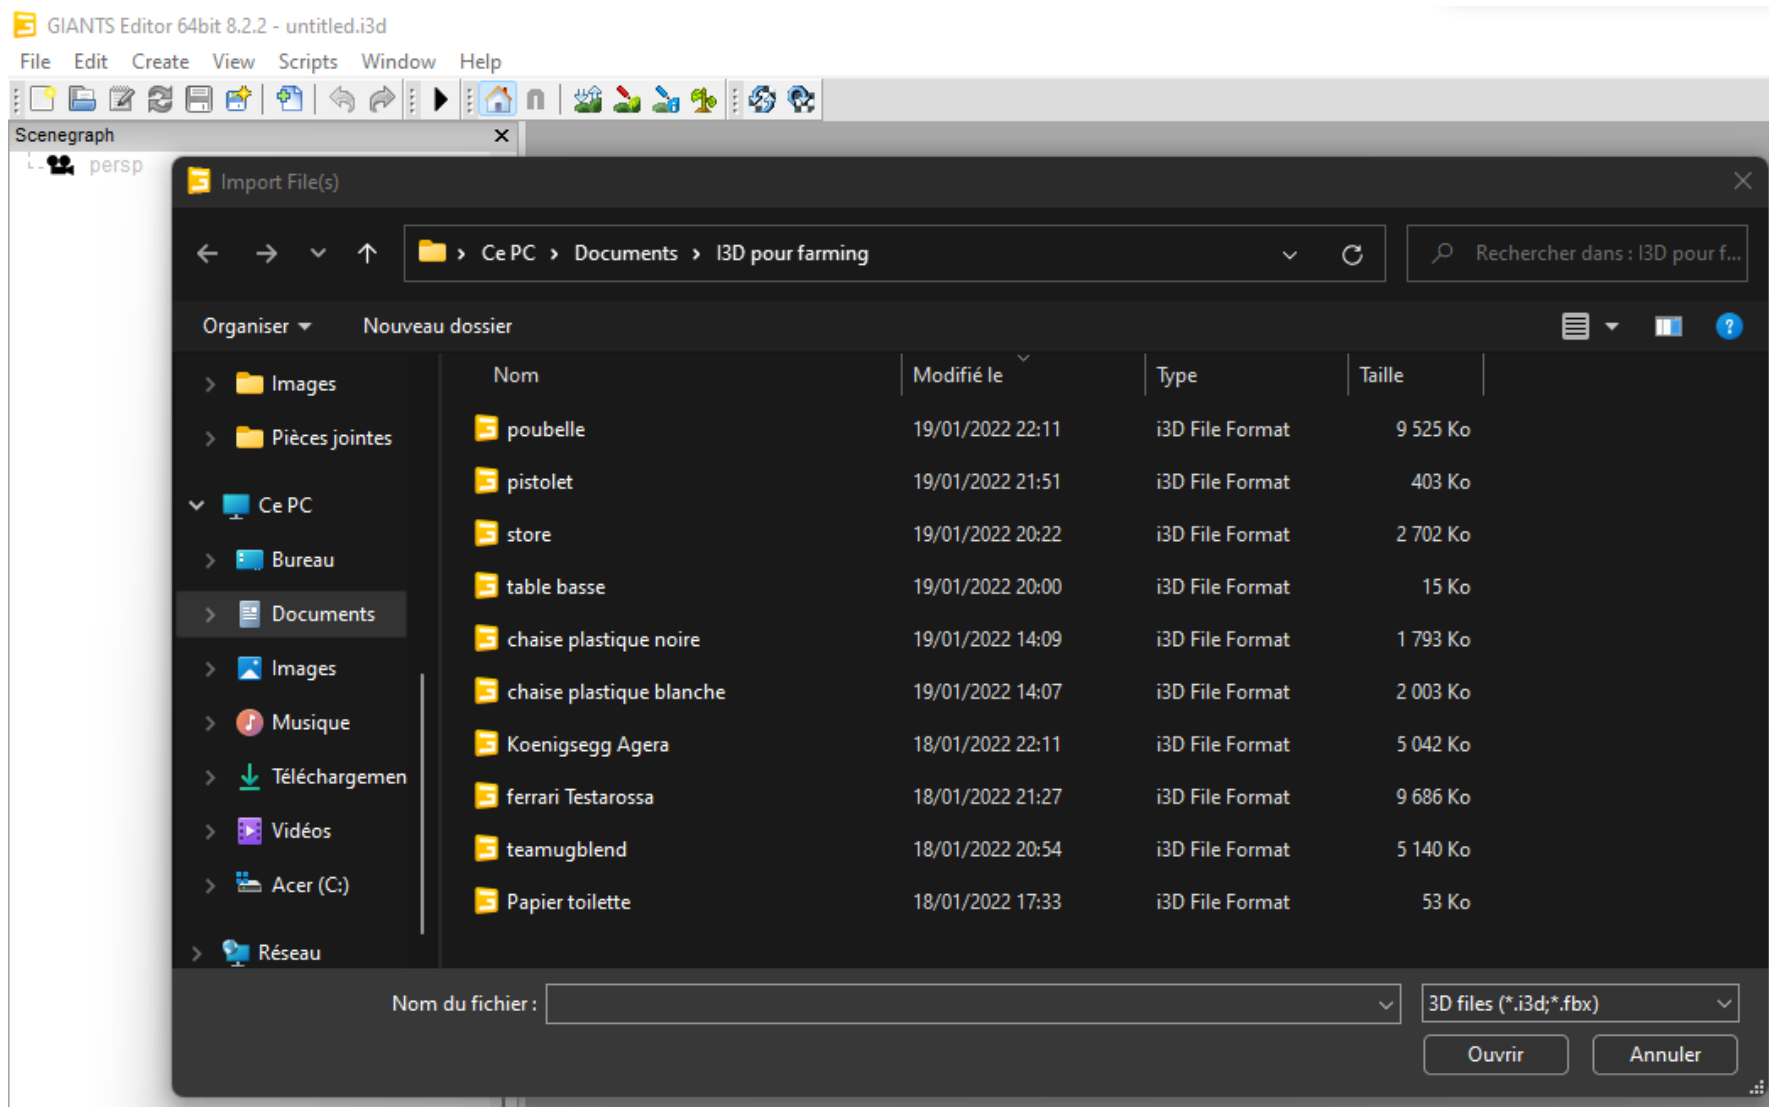 GIANTS Editor 64bit 8.2.2 - untitled.i3d
File Edit Create View Scripts Window Help
Scenegraph
persp
Import File(s)
Ce PC Documents I3D pour farming
Rechercher dans : I3D pour f...
Organiser Nouveau dossier
Images
Pièces jointes
Ce PC
Bureau
Documents
Images
Musique
Téléchargemen
Vidéos
Acer (C:)
Réseau
Nom Modifié le Type Taille
poubelle 19/01/2022 22:11 i3D File Format 9 525 Ko
pistolet 19/01/2022 21:51 i3D File Format 403 Ko
store 19/01/2022 20:22 i3D File Format 2 702 Ko
table basse 19/01/2022 20:00 i3D File Format 15 Ko
chaise plastique noire 19/01/2022 14:09 i3D File Format 1 793 Ko
chaise plastique blanche 19/01/2022 14:07 i3D File Format 2 003 Ko
Koenigsegg Agera 18/01/2022 22:11 i3D File Format 5 042 Ko
ferrari Testarossa 18/01/2022 21:27 i3D File Format 9 686 Ko
teamugblend 18/01/2022 20:54 i3D File Format 5 140 Ko
Papier toilette 18/01/2022 17:33 i3D File Format 53 Ko
Nom du fichier : 3D files (*.i3d;*.fbx)
Ouvrir Annuler